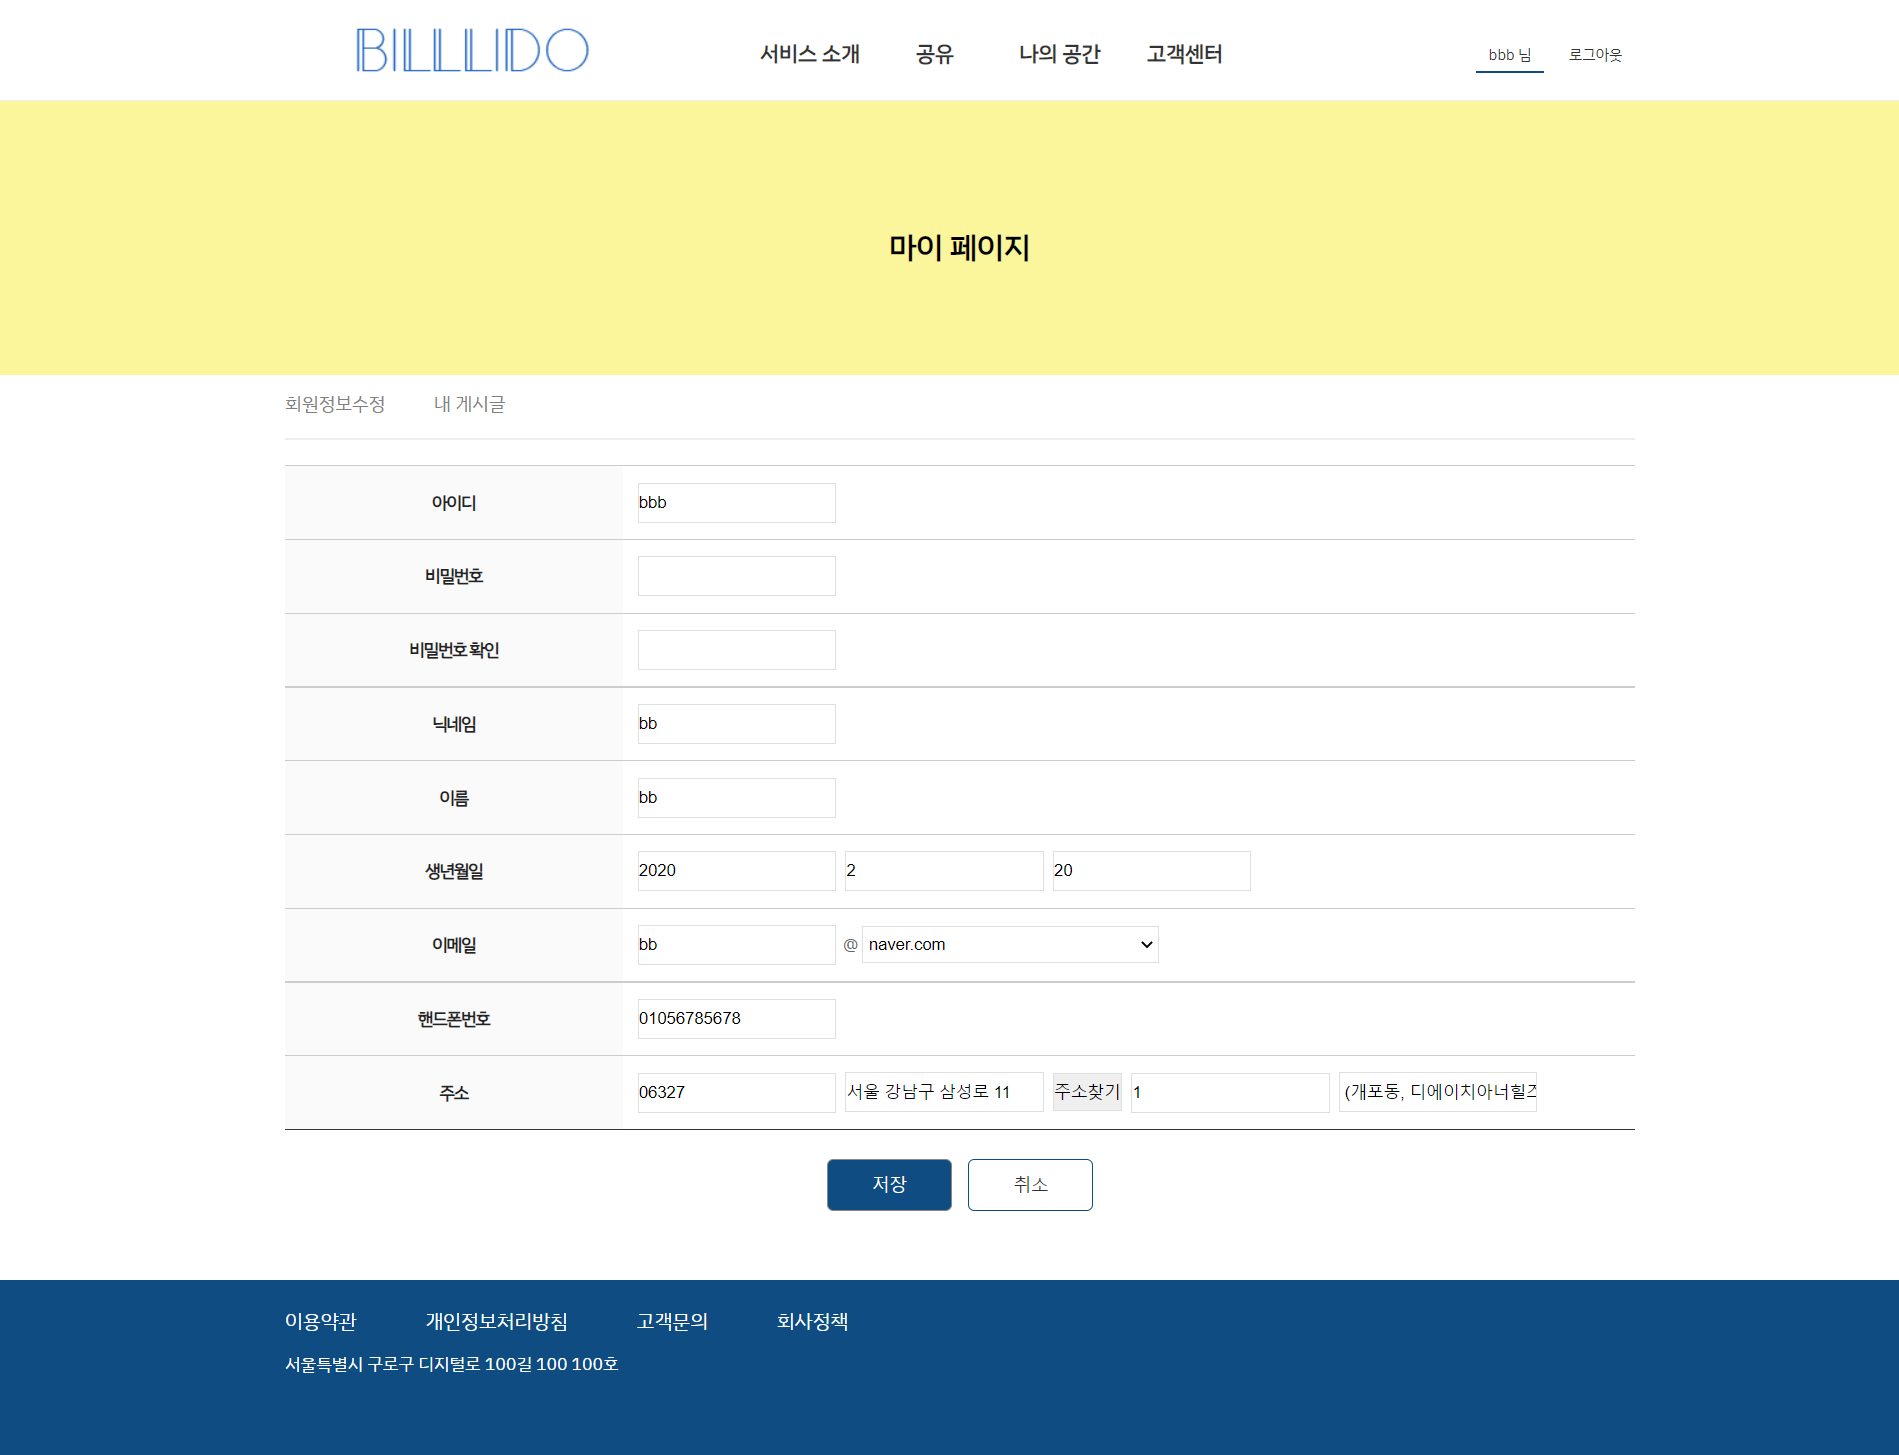 BILLLIDO 서비스 소개 공유 나의 공간 고객센터 bbb 님 로그아웃
마이 페이지
회원정보수정 내 게시글
아이디 bbb
비밀번호
비밀번호 확인
닉네임 bb
이름 bb
생년월일 2020 2 20
이메일 bb @ naver.com
핸드폰번호 01056785678
주소 06327 서울 강남구 삼성로 11 주소찾기 1 (개포동, 디에이치아너힐즈
저장 취소
이용약관 개인정보처리방침 고객문의 회사정책
서울특별시 구로구 디지털로 100길 100 100호